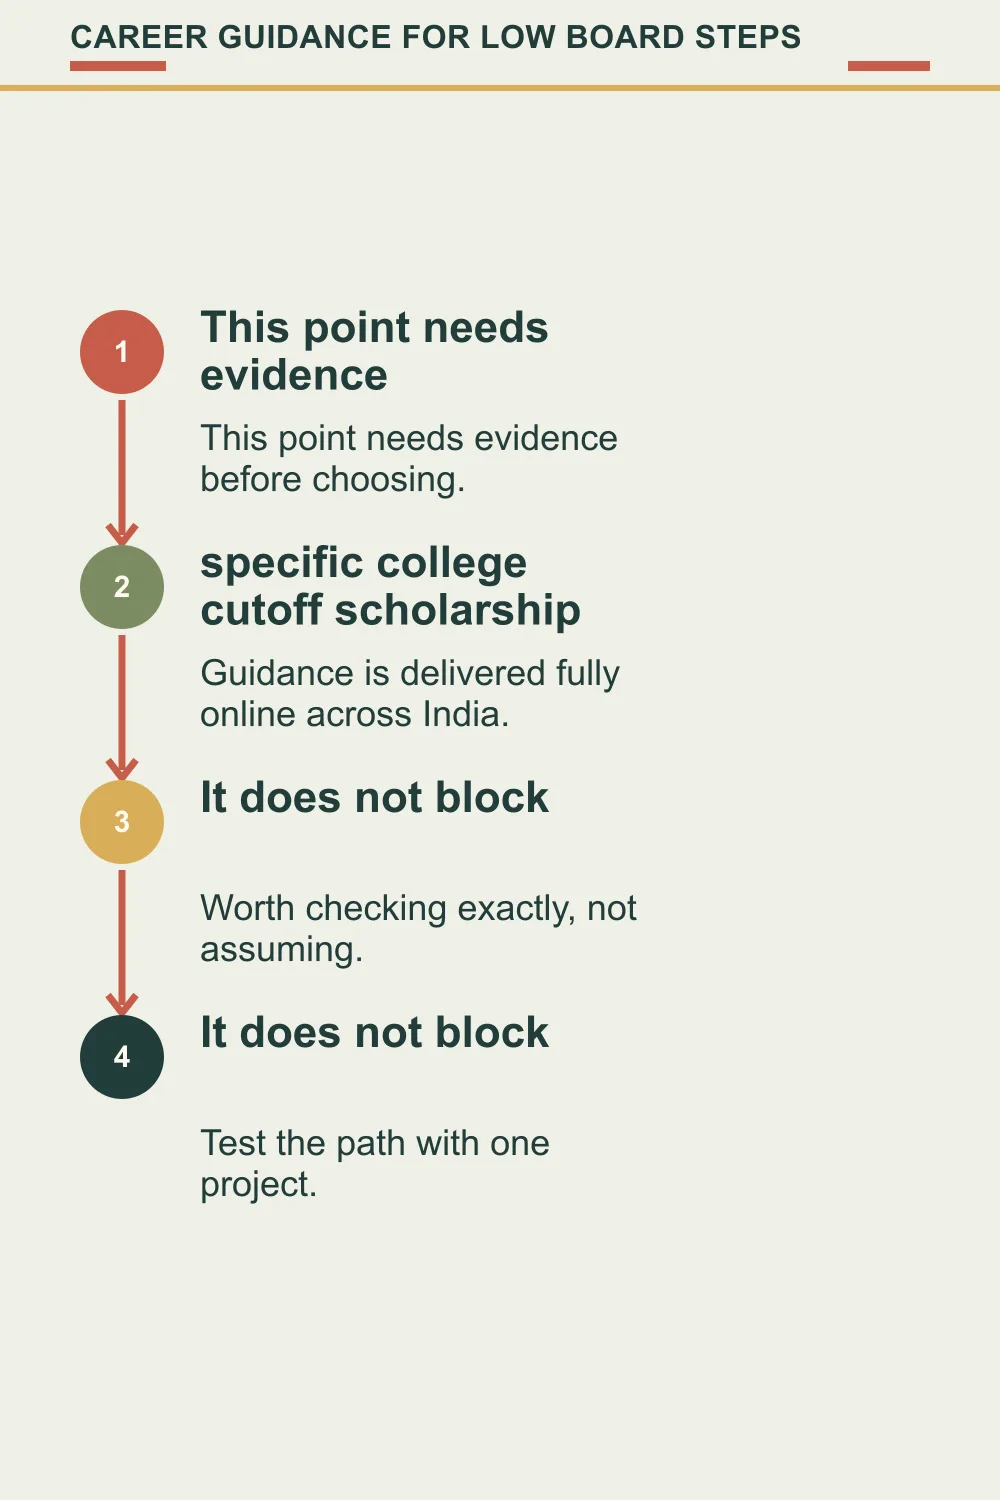 CAREER GUIDANCE FOR LOW BOARD STEPS
1
This point needs
evidence
This point needs evidence
before choosing.
2
specific college
cutoff scholarship
Guidance is delivered fully
online across India.
3
It does not block
Worth checking exactly, not
assuming.
4
It does not block
Test the path with one
project.